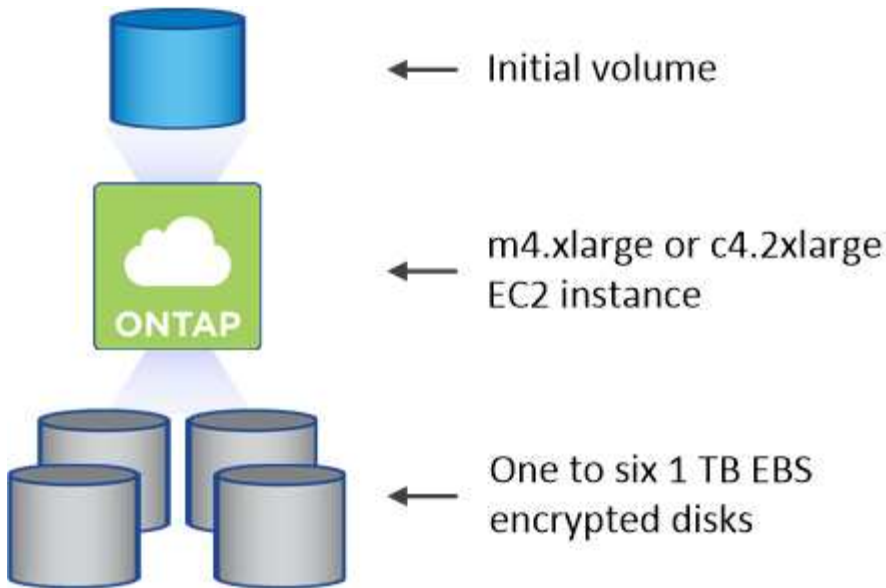 Initial volume
m4.xlarge or c4.2xlarge
EC2 instance
ONTAP
One to six 1 TB EBS
encrypted disks